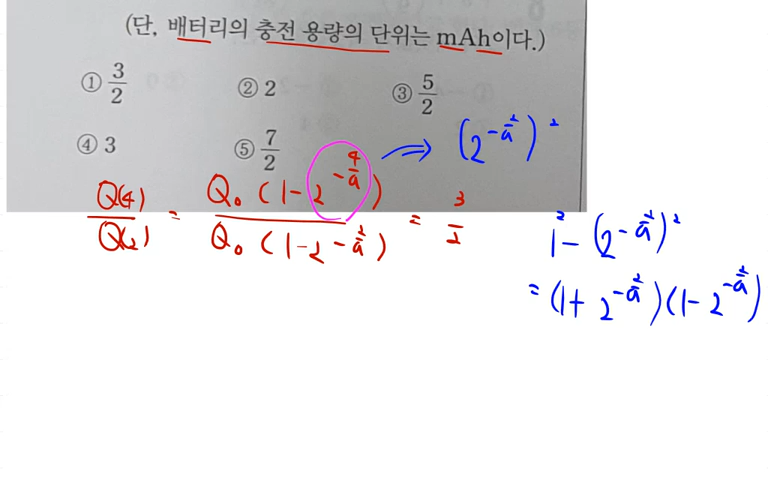 (단, 배터리의 충전 용량의 단위는 mAh이다.)
① 3/2 ② 2 ③ 5/2
④ 3 ⑤ 7/2
(2^{-2/a})^2
Q(4)/Q(2) = Q₀(1-2^{-4/a})/Q₀(1-2^{-2/a}) = 3/2
1^2-(2^{-2/a})^2
=(1+2^{-2/a})(1-2^{-2/a})